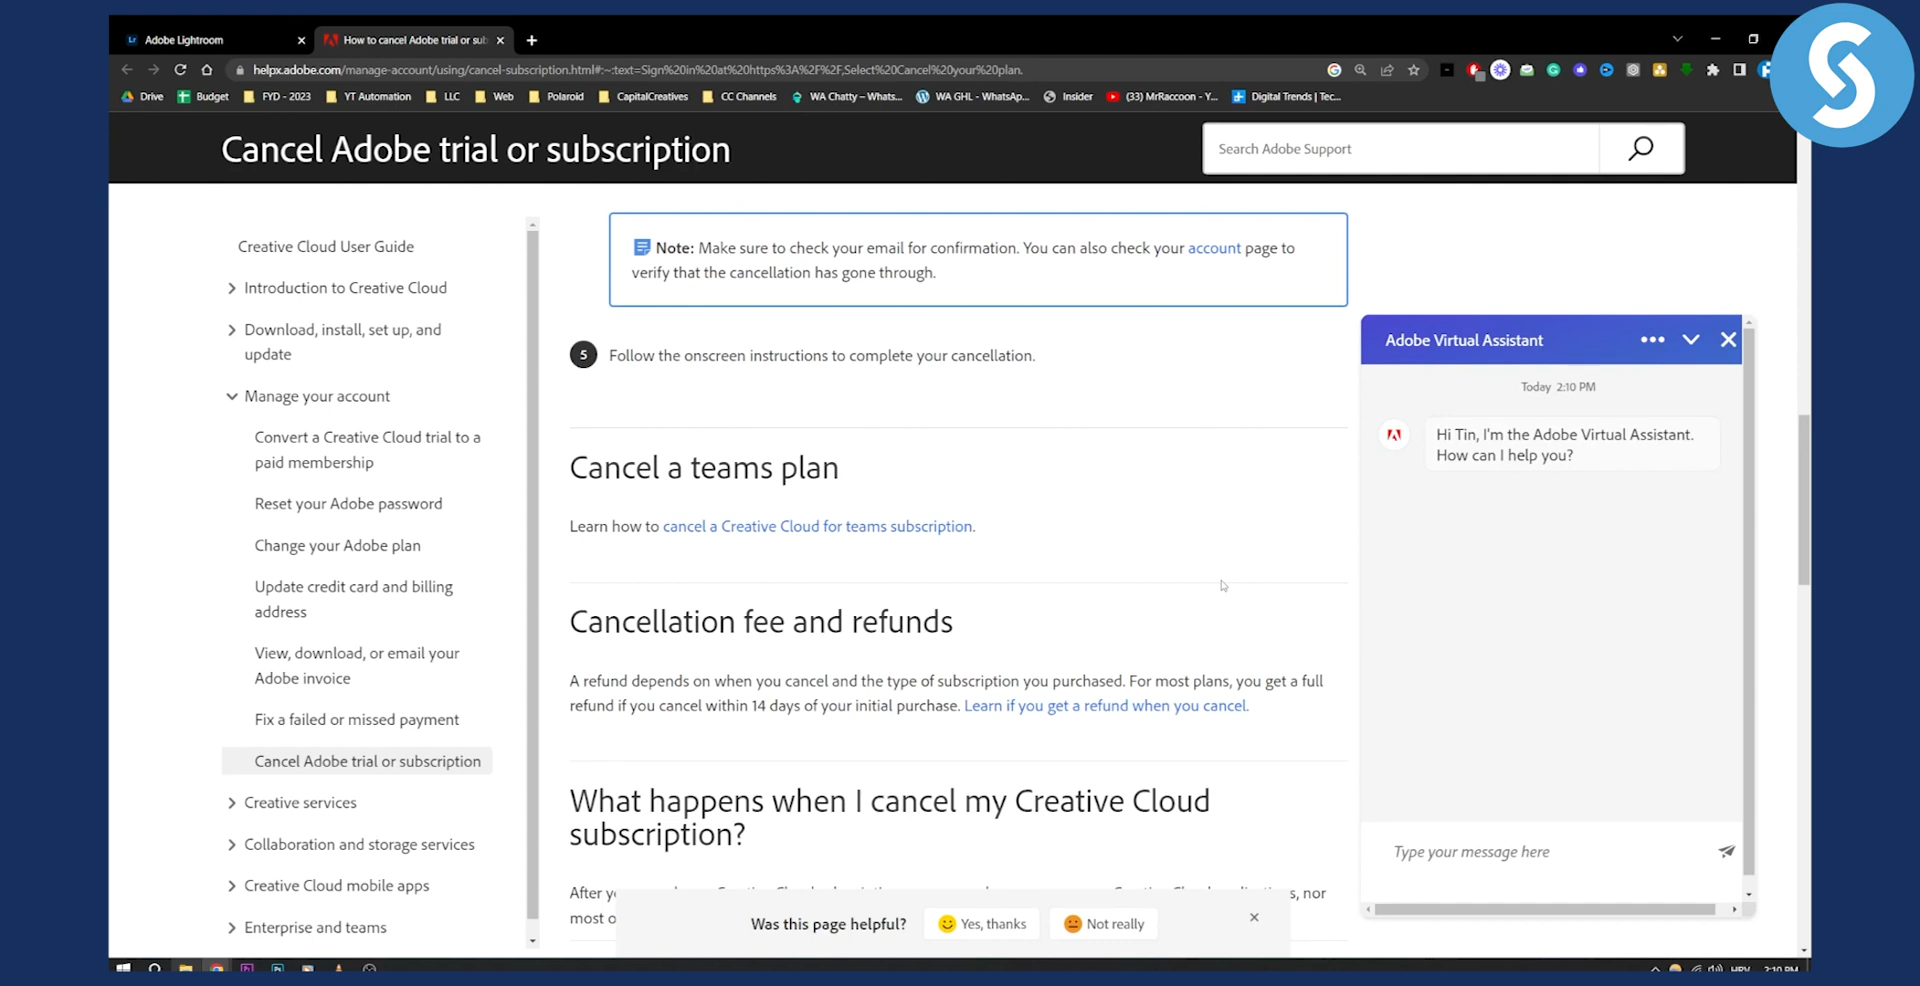 Adobe Lightroom
How to cancel Adobe trial or sub
helpx.adobe.com/manage-account/using/cancel-subscription.html#:~:text=Sign%20in%20at%20https%3A%2F%2F,Select%20Cancel%20your%20plan.
Drive Budget FYD - 2023 YT Automation LLC Web Polaroid CapitalCreatives CC Channels WA Chatty – Whats... WA GHL - WhatsAp... Insider (33) MrRaccoon - Y... Digital Trends | Tec...
Cancel Adobe trial or subscription
Search Adobe Support
Creative Cloud User Guide
Introduction to Creative Cloud
Download, install, set up, and
update
Manage your account
Convert a Creative Cloud trial to a
paid membership
Reset your Adobe password
Change your Adobe plan
Update credit card and billing
address
View, download, or email your
Adobe invoice
Fix a failed or missed payment
Cancel Adobe trial or subscription
Creative services
Collaboration and storage services
Creative Cloud mobile apps
Enterprise and teams
Note: Make sure to check your email for confirmation. You can also check your account page to
verify that the cancellation has gone through.
5 Follow the onscreen instructions to complete your cancellation.
Cancel a teams plan
Learn how to cancel a Creative Cloud for teams subscription.
Cancellation fee and refunds
A refund depends on when you cancel and the type of subscription you purchased. For most plans, you get a full
refund if you cancel within 14 days of your initial purchase. Learn if you get a refund when you cancel.
What happens when I cancel my Creative Cloud
subscription?
After
nor
most
Was this page helpful? Yes, thanks Not really
Adobe Virtual Assistant
Today 2:10 PM
Hi Tin, I'm the Adobe Virtual Assistant.
How can I help you?
Type your message here
HRV 2:10 PM